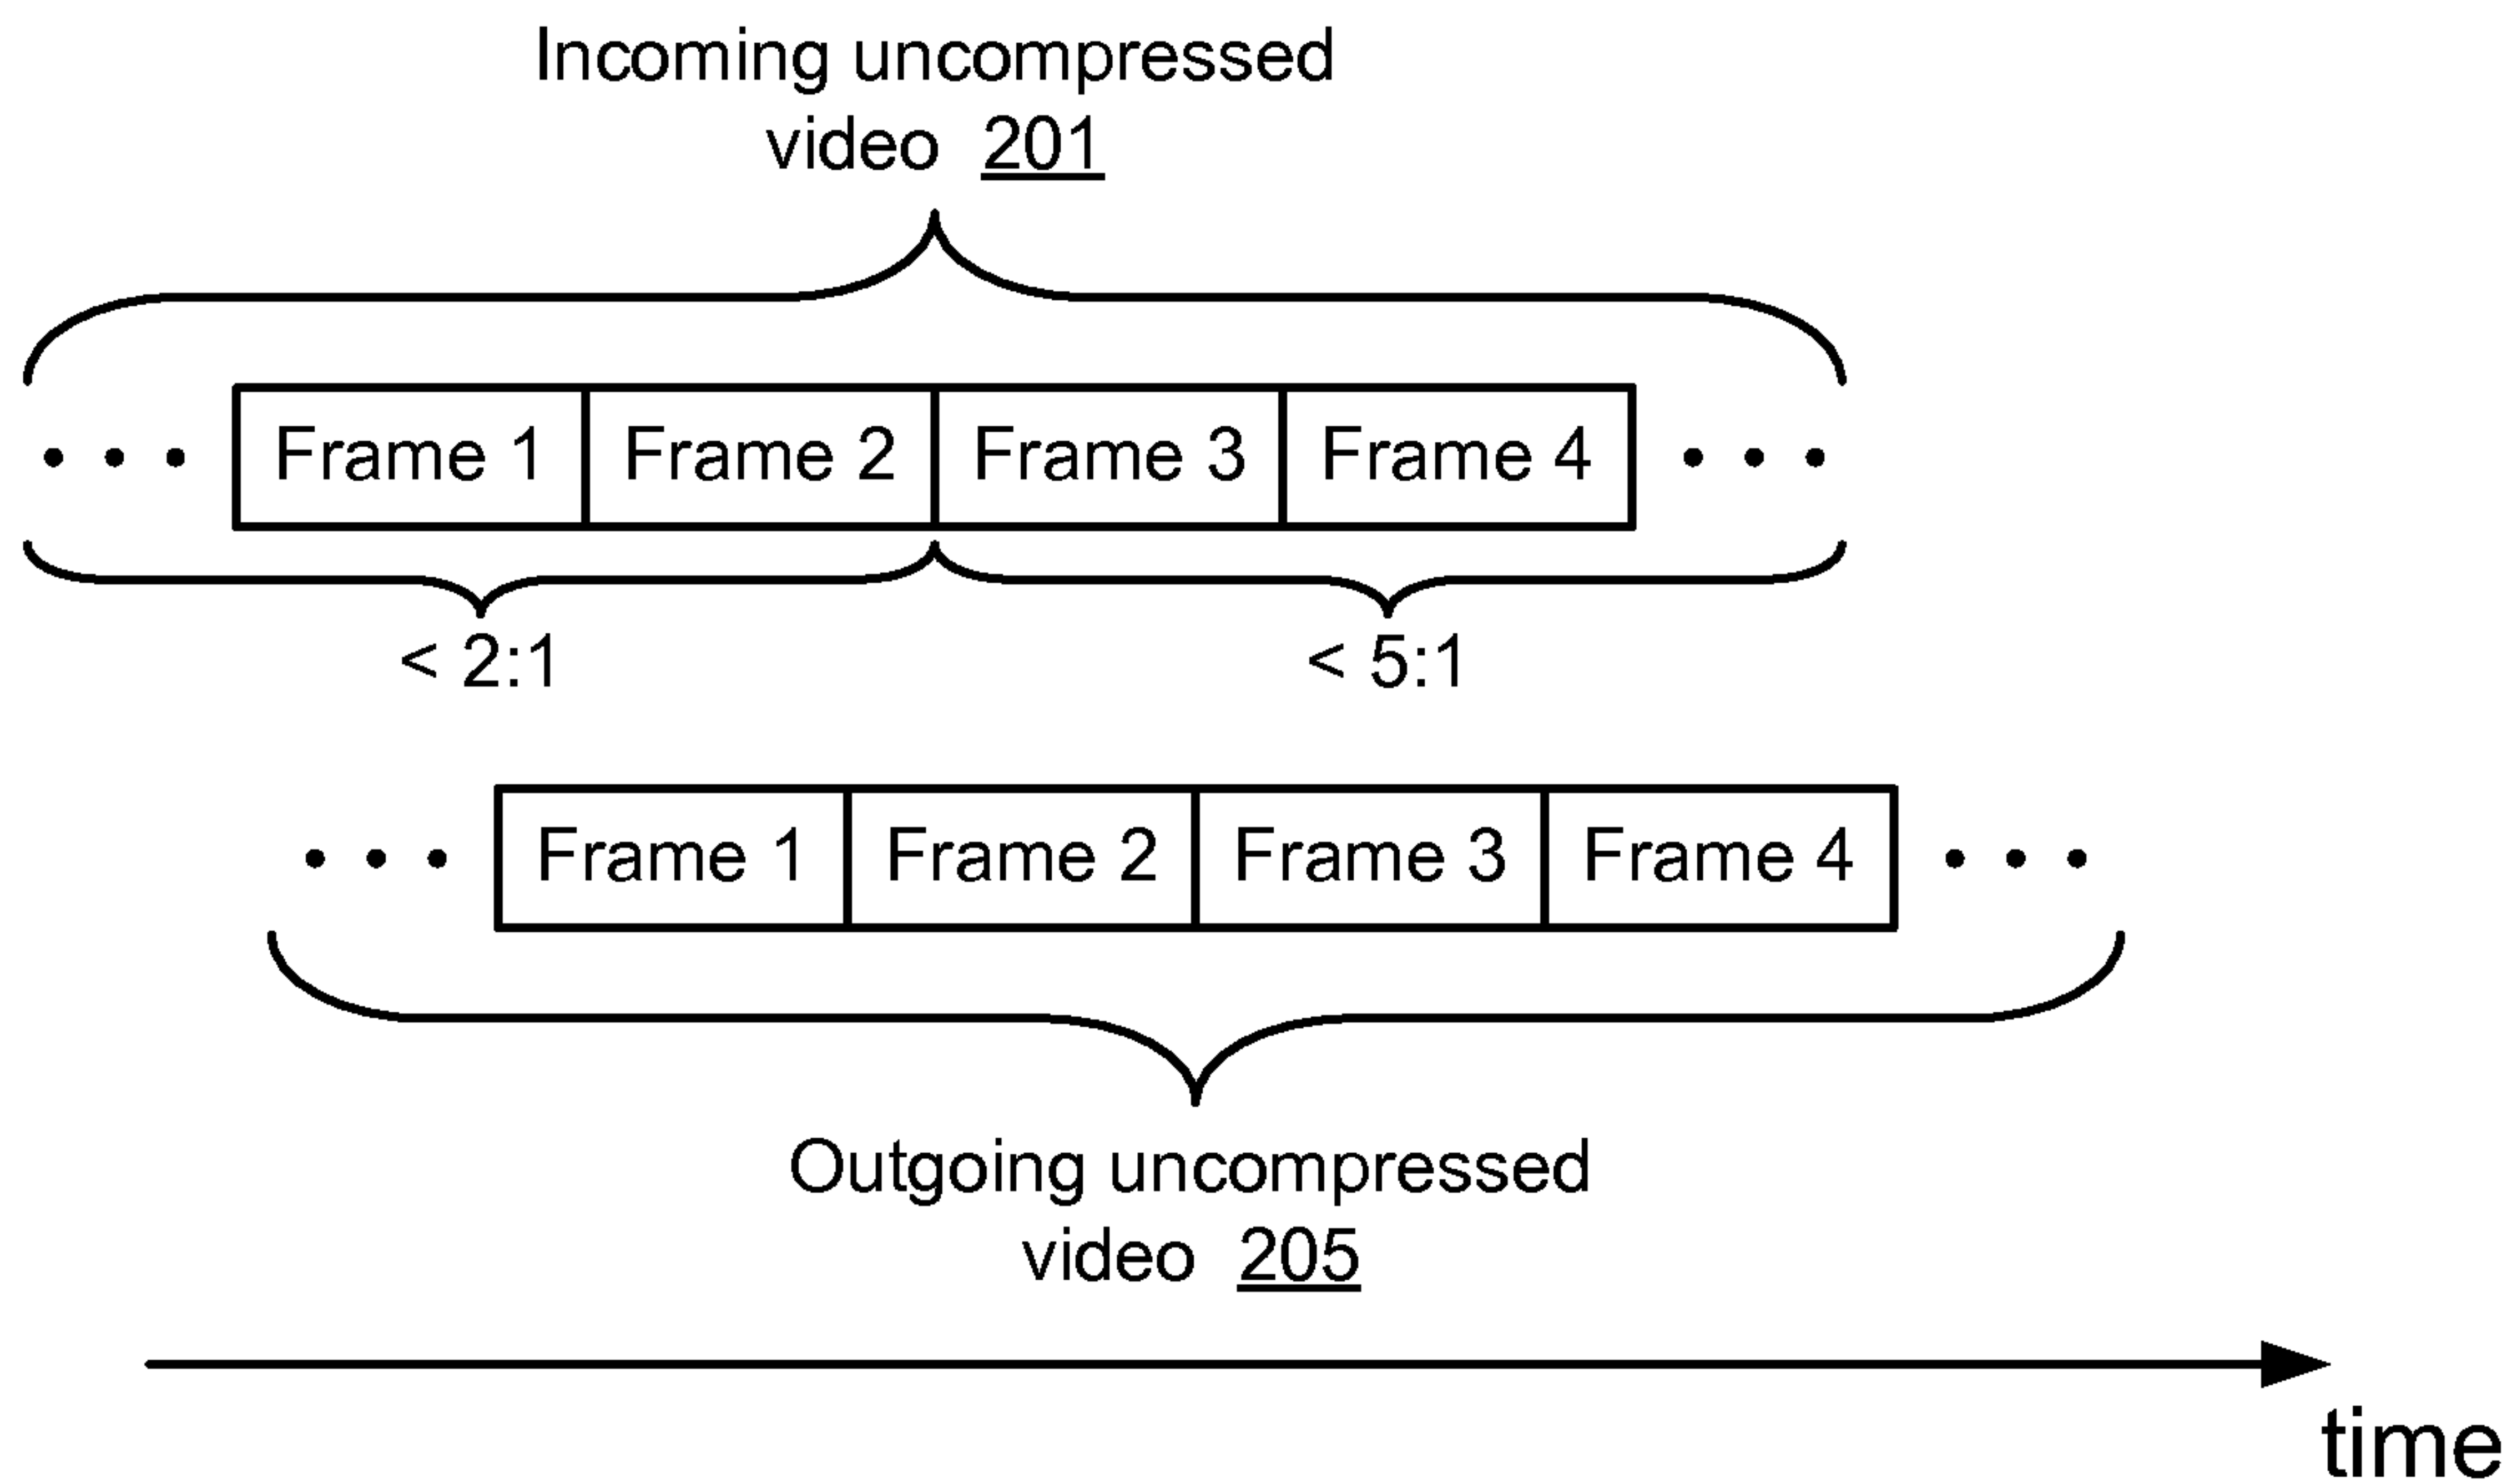 Incoming uncompressed
video 201
• • • Frame 1 Frame 2 Frame 3 Frame 4 • • •
< 2:1 < 5:1
• • • Frame 1 Frame 2 Frame 3 Frame 4 • • •
Outgoing uncompressed
video 205
time